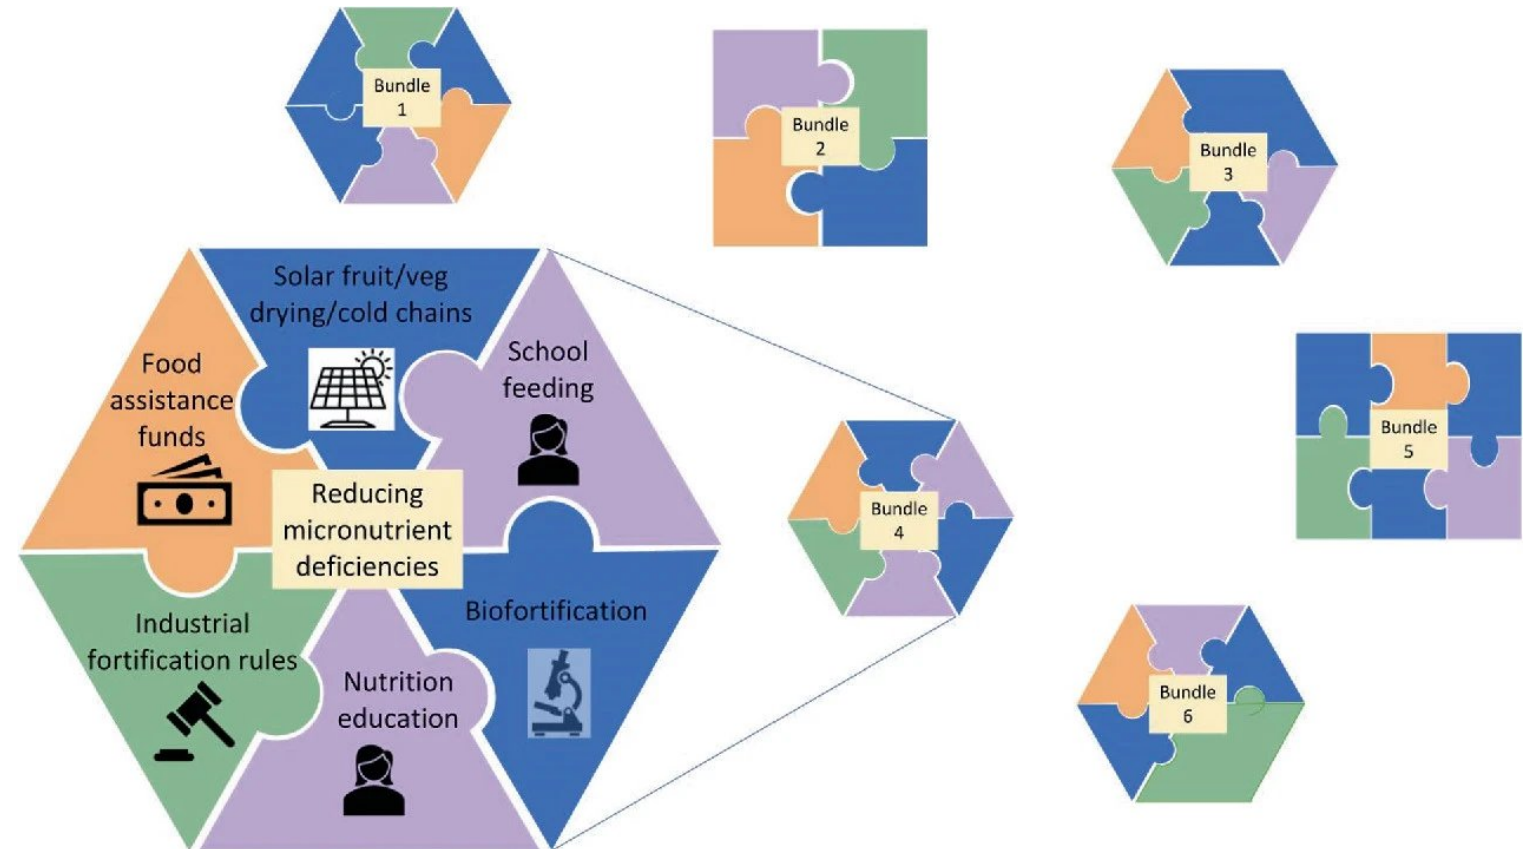 Bundle
1
Bundle
2
Bundle
3
Solar fruit/veg
drying/cold chains
School
feeding
Food
assistance
funds
Reducing
micronutrient
deficiencies
Biofortification
Industrial
fortification rules
Nutrition
education
Bundle
4
Bundle
5
Bundle
6